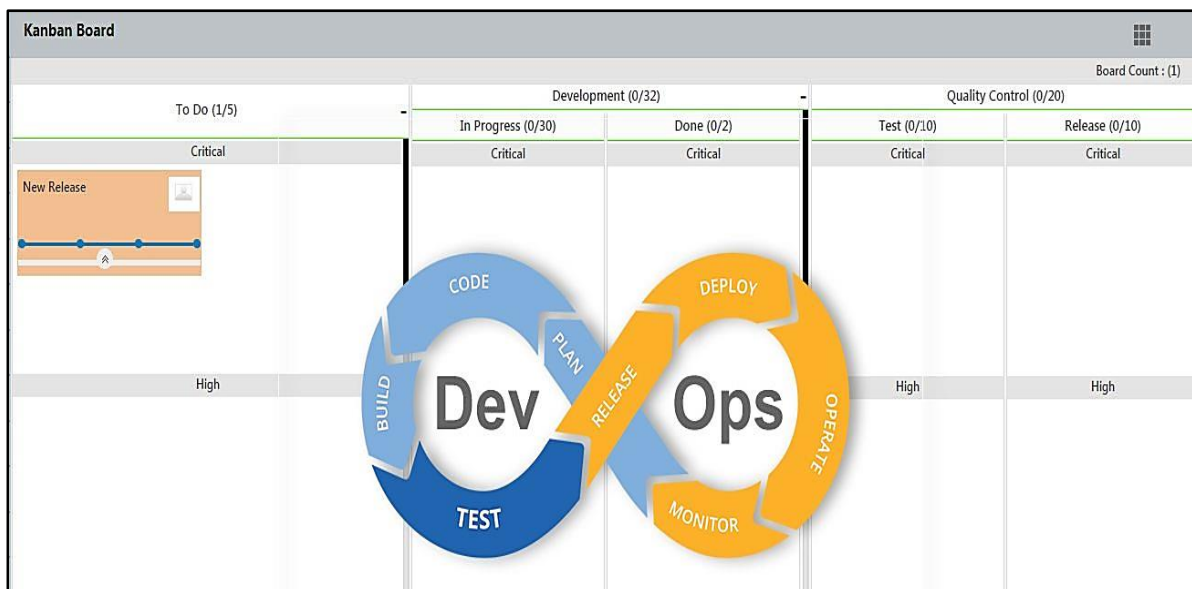 Kanban Board
Board Count : (1)
To Do (1/5)
-
Development (0/32)
-
Quality Control (0/20)
In Progress (0/30)
Done (0/2)
Test (0/10)
Release (0/10)
Critical
Critical
Critical
Critical
Critical
New Release
CODE
PLAN
BUILD
TEST
RELEASE
DEPLOY
OPERATE
MONITOR
Dev
Ops
High
High
High